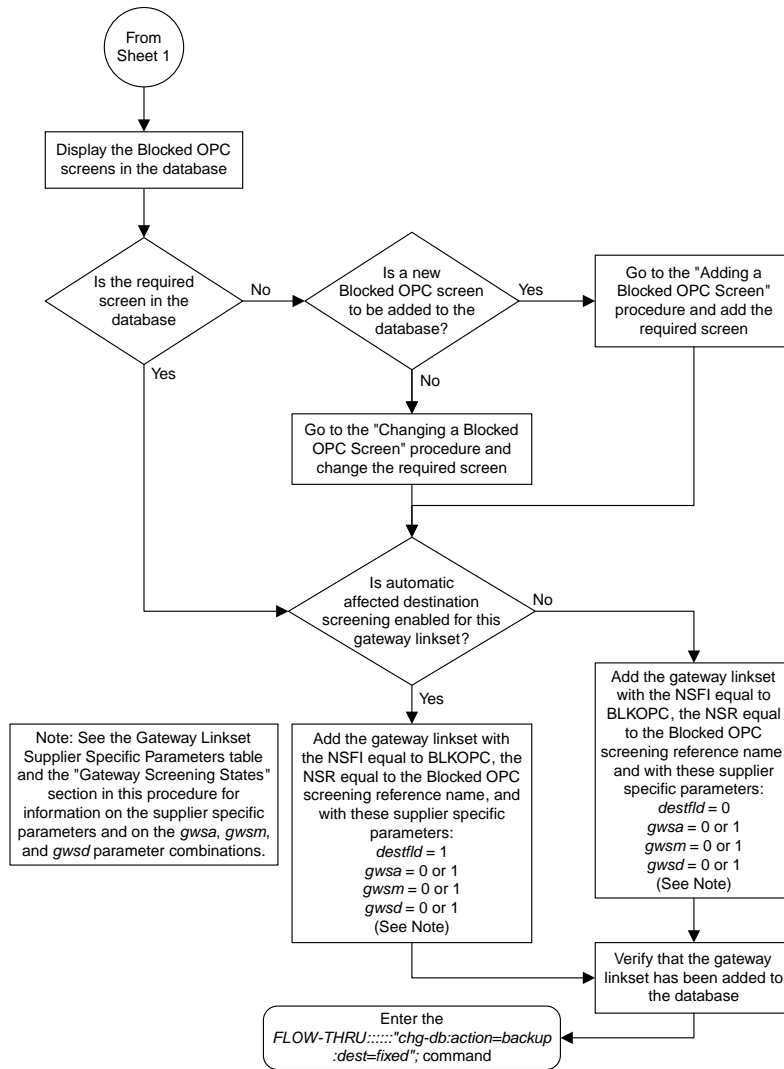 From
Sheet 1
Display the Blocked OPC
screens in the database
Is the required
screen in the
database
No
Yes
Is a new
Blocked OPC screen
to be added to the
database?
Yes
No
Go to the "Adding a
Blocked OPC Screen"
procedure and add the
required screen
Go to the "Changing a Blocked
OPC Screen" procedure and
change the required screen
Is automatic
affected destination
screening enabled for this
gateway linkset?
No
Yes
Note: See the Gateway Linkset
Supplier Specific Parameters table
and the "Gateway Screening States"
section in this procedure for
information on the supplier specific
parameters and on the gwsa, gwsm,
and gwsd parameter combinations.
Add the gateway linkset with
the NSFI equal to BLKOPC, the
NSR equal to the Blocked OPC
screening reference name, and
with these supplier specific
parameters:
destfld = 1
gwsa = 0 or 1
gwsm = 0 or 1
gwsd = 0 or 1
(See Note)
Add the gateway linkset
with the NSFI equal to
BLKOPC, the NSR equal
to the Blocked OPC
screening reference name
and with these supplier
specific parameters:
destfld = 0
gwsa = 0 or 1
gwsm = 0 or 1
gwsd = 0 or 1
(See Note)
Verify that the gateway
linkset has been added to
the database
Enter the
FLOW-THRU::::::"chg-db:action=backup
:dest=fixed"; command